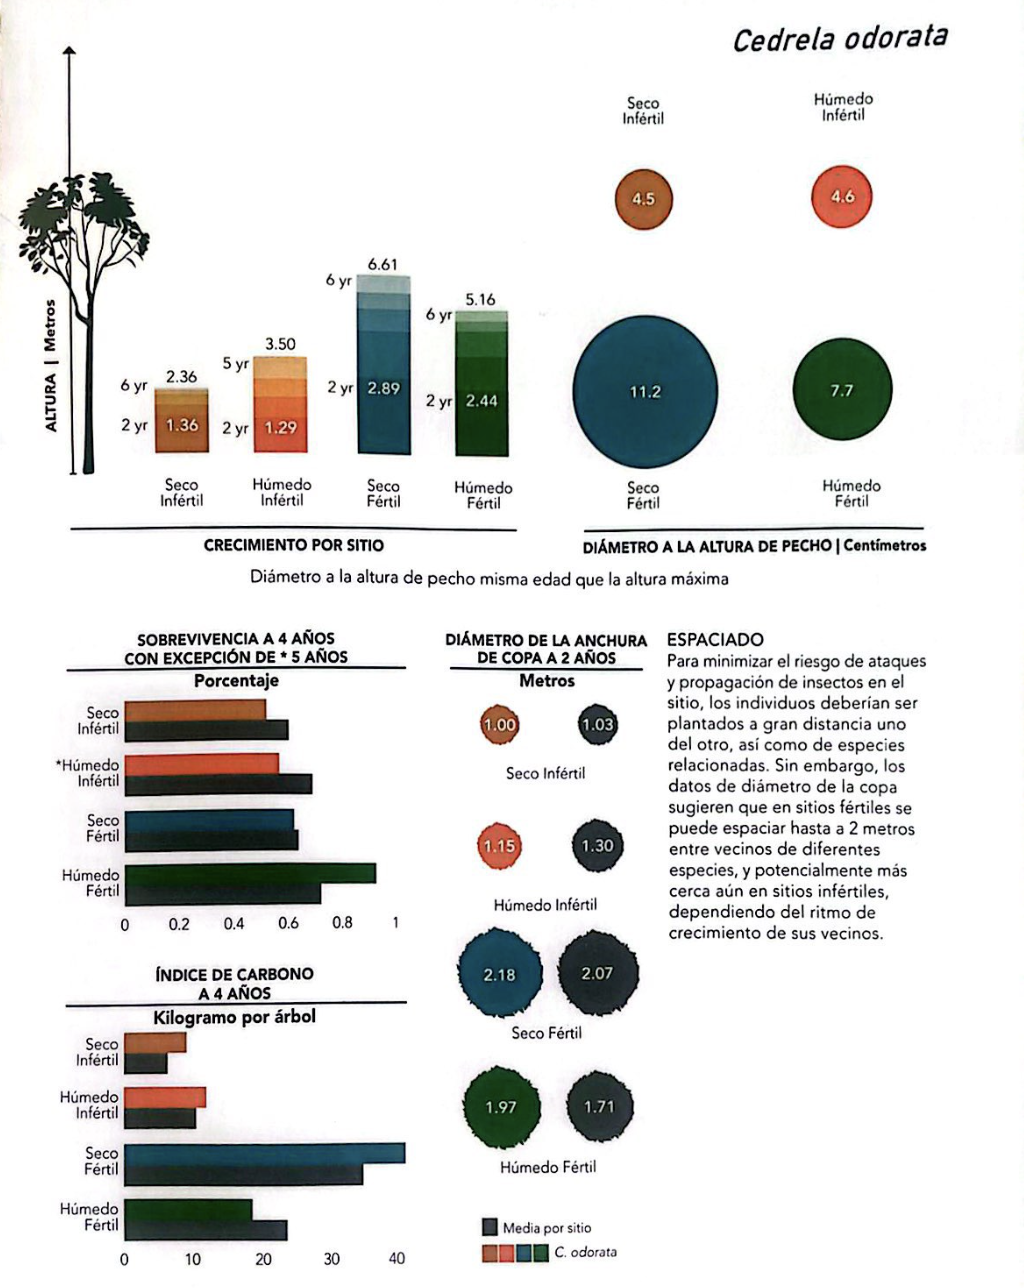 Cedrela odorata
ALTURA | Metros
6 yr
2.36
2 yr
1.36
5 yr
3.50
2 yr
1.29
6.61
6 yr
2 yr
2.89
5.16
6 yr
2 yr
2.44
Seco
Infértil
Húmedo
Infértil
Seco
Fértil
Húmedo
Fértil
CRECIMIENTO POR SITIO
Seco
Infértil
Húmedo
Infértil
4.5
4.6
11.2
7.7
Seco
Fértil
Húmedo
Fértil
DIÁMETRO A LA ALTURA DE PECHO | Centímetros
Diámetro a la altura de pecho misma edad que la altura máxima
SOBREVIVENCIA A 4 AÑOS
CON EXCEPCIÓN DE * 5 AÑOS
Porcentaje
Seco
Infértil
*Húmedo
Infértil
Seco
Fértil
Húmedo
Fértil
0 0.2 0.4 0.6 0.8 1
ÍNDICE DE CARBONO
A 4 AÑOS
Kilogramo por árbol
Seco
Infértil
Húmedo
Infértil
Seco
Fértil
Húmedo
Fértil
0 10 20 30 40
DIÁMETRO DE LA ANCHURA
DE COPA A 2 AÑOS
Metros
1.00 1.03
Seco Infértil
1.15 1.30
Húmedo Infértil
2.18 2.07
Seco Fértil
1.97 1.71
Húmedo Fértil
Media por sitio
C. odorata
ESPACIADO
Para minimizar el riesgo de ataques
y propagación de insectos en el
sitio, los individuos deberían ser
plantados a gran distancia uno
del otro, así como de especies
relacionadas. Sin embargo, los
datos de diámetro de la copa
sugieren que en sitios fértiles se
puede espaciar hasta a 2 metros
entre vecinos de diferentes
especies, y potencialmente más
cerca aún en sitios infértiles,
dependiendo del ritmo de
crecimiento de sus vecinos.